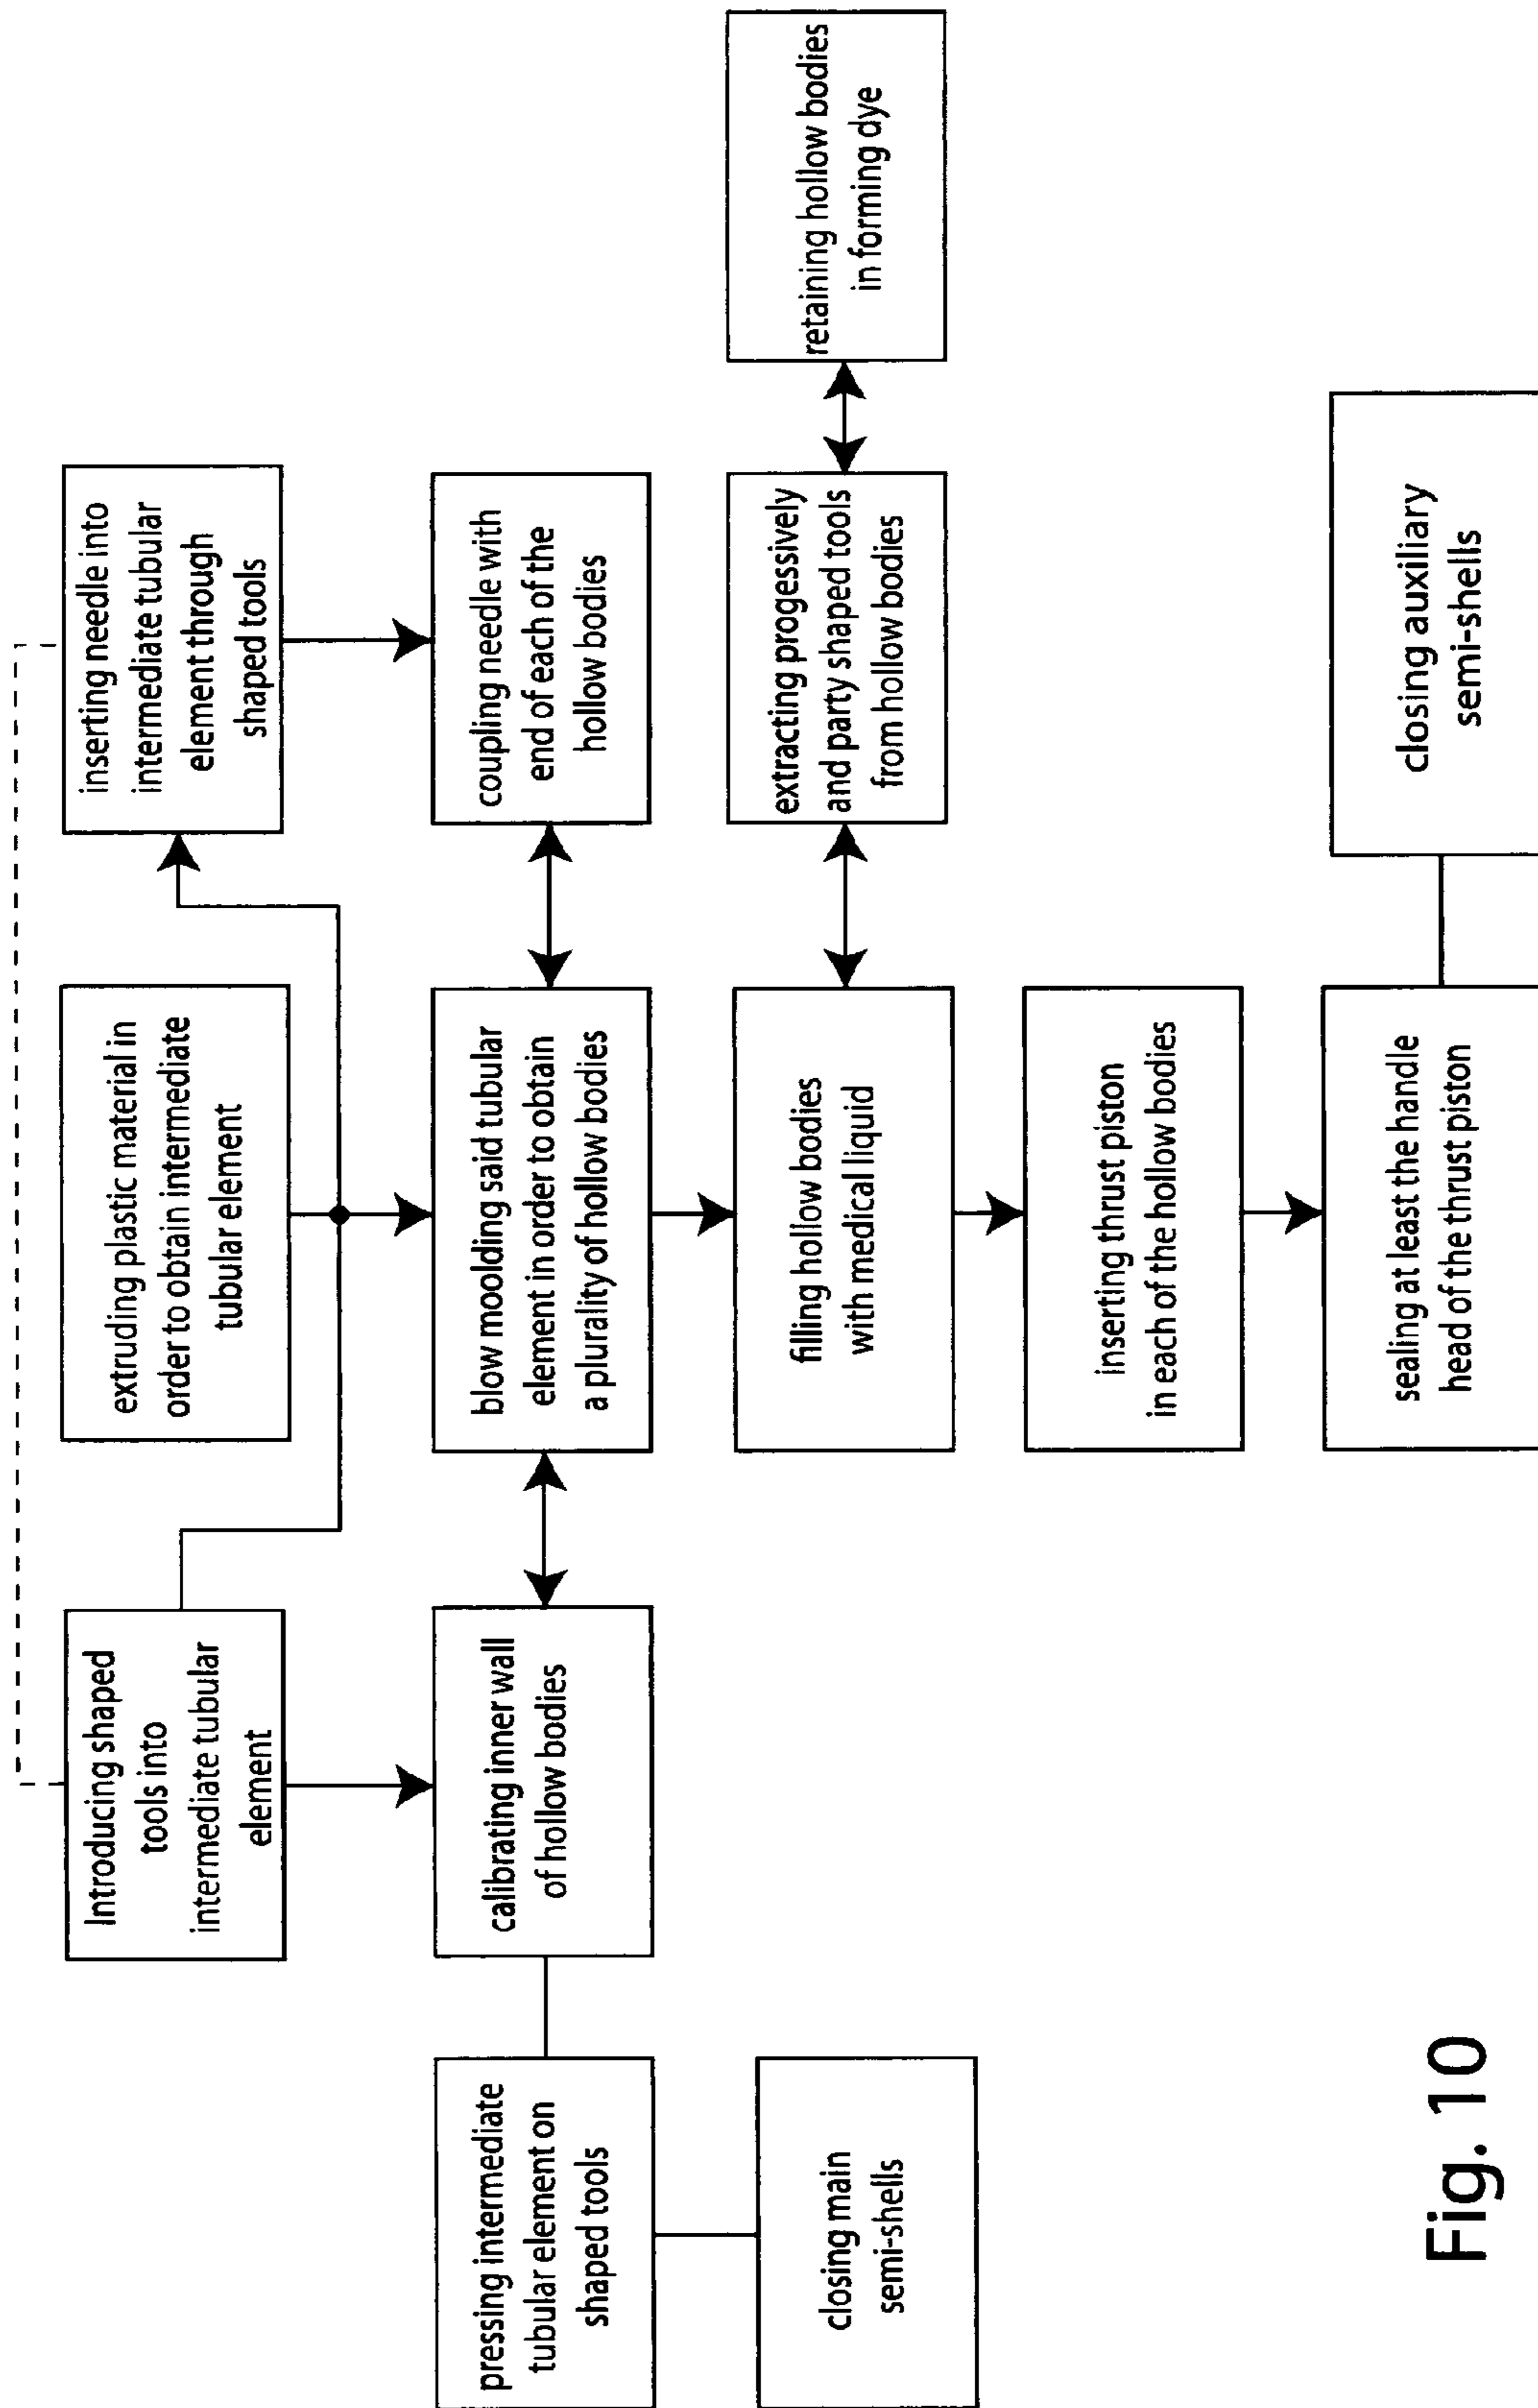 Introducing shaped
tools into
intermediate tubular
element
extruding plastic material in
order to obtain intermediate
tubular element
inserting needle into
intermediate tubular
element through
shaped tools
pressing intermediate
tubular element on
shaped tools
calibrating inner wall
of hollow bodies
blow moolding said tubular
element in order to obtain
a plurality of hollow bodies
coupling needle with
end of each of the
hollow bodies
closing main
semi-shells
filling hollow bodies
with medical liquid
extracting progessively
and party shaped tools
from hollow bodies
retaining hollow bodies
in forming dye
inserting thrust piston
in each of the hollow bodies
sealing at least the handle
head of the thrust piston
closing auxiliary
semi-shells
Fig. 10